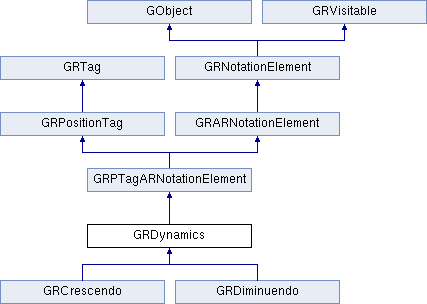 GObject GRVisitable
GRTag GRNotationElement
GRPositionTag GRARNotationElement
GRPTagARNotationElement
GRDynamics
GRCrescendo GRDiminuendo